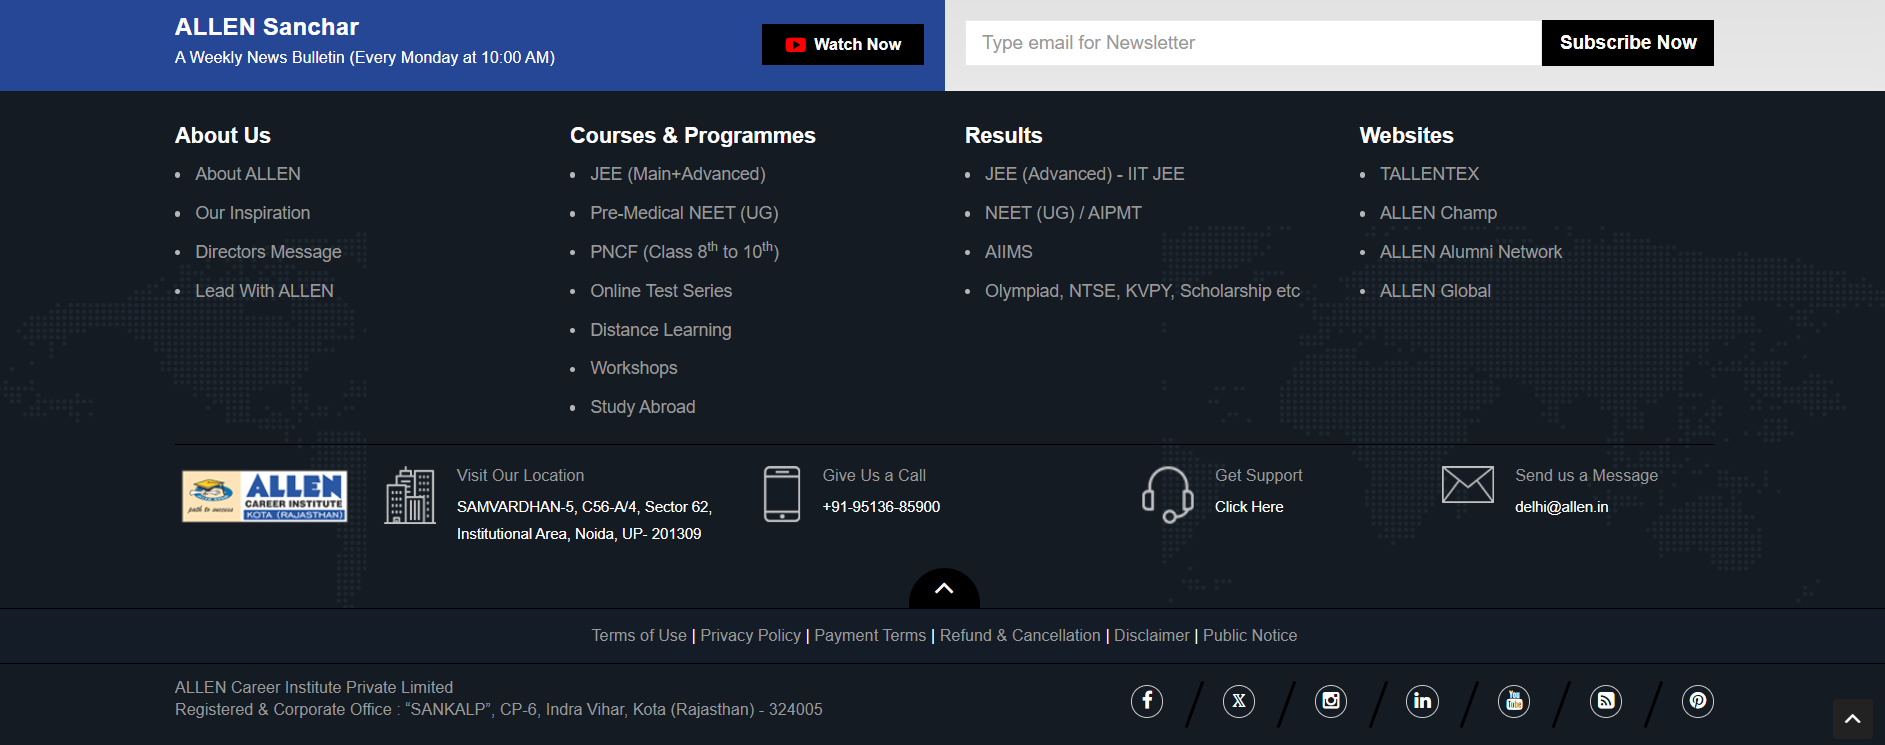 ALLEN Sanchar
A Weekly News Bulletin (Every Monday at 10:00 AM)
Watch Now
Type email for Newsletter
Subscribe Now
About Us
About ALLEN
Our Inspiration
Directors Message
Lead With ALLEN
Courses & Programmes
JEE (Main+Advanced)
Pre-Medical NEET (UG)
PNCF (Class 8th to 10th)
Online Test Series
Distance Learning
Workshops
Study Abroad
Results
JEE (Advanced) - IIT JEE
NEET (UG) / AIPMT
AIIMS
Olympiad, NTSE, KVPY, Scholarship etc
Websites
TALLENTEX
ALLEN Champ
ALLEN Alumni Network
ALLEN Global
path to success
ALLEN
CAREER INSTITUTE
KOTA (RAJASTHAN)
Visit Our Location
SAMVARDHAN-5, C56-A/4, Sector 62,
Institutional Area, Noida, UP- 201309
Give Us a Call
+91-95136-85900
Get Support
Click Here
Send us a Message
delhi@allen.in
Terms of Use | Privacy Policy | Payment Terms | Refund & Cancellation | Disclaimer | Public Notice
ALLEN Career Institute Private Limited
Registered & Corporate Office : “SANKALP”, CP-6, Indra Vihar, Kota (Rajasthan) - 324005
You
Tube